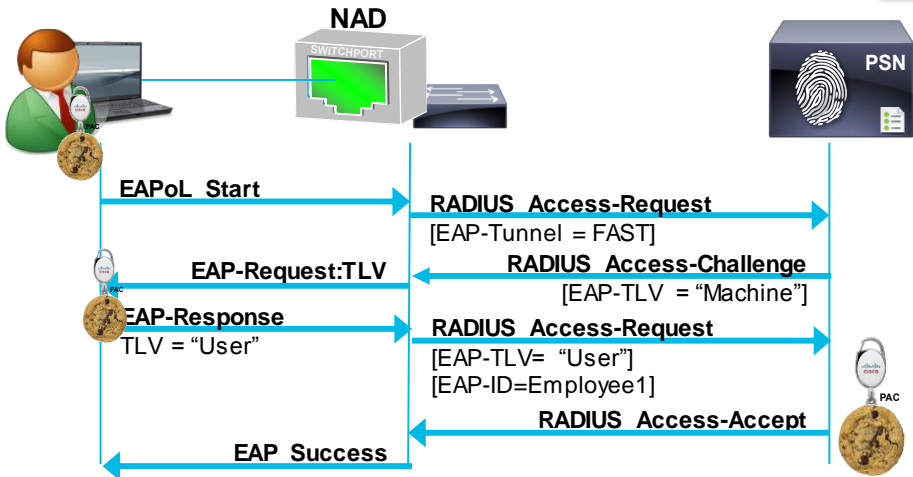 NAD
SWITCHPORT
PSN
CISCO
PAC
EAPoL Start
RADIUS Access-Request
[EAP-Tunnel = FAST]
EAP-Request:TLV
RADIUS Access-Challenge
PAC
[EAP-TLV = “Machine”]
EAP-Response
RADIUS Access-Request
TLV = “User”
[EAP-TLV= “User”]
[EAP-ID=Employee1]
CISCO
PAC
RADIUS Access-Accept
EAP Success